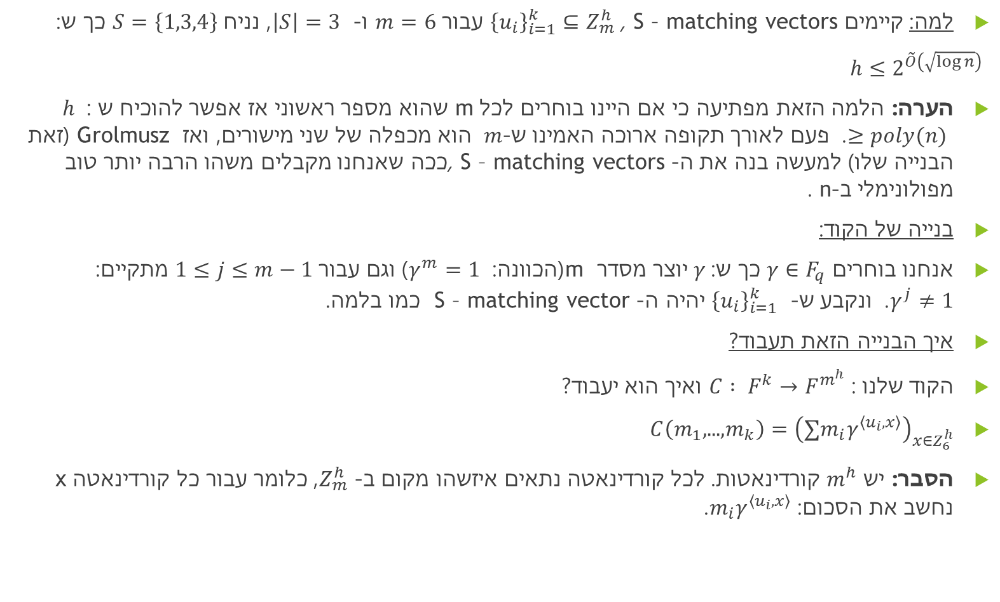 למה: קיימים S - matching vectors ,$\{u_i\}_{i=1}^{k} \subseteq Z_m^h$ עבור $m = 6$ ו- $|S| = 3$, נניח $S = \{1,3,4\}$ כך ש:
$h \leq 2^{\tilde{O}(\sqrt{\log n})}$
הערה: הלמה הזאת מפתיעה כי אם היינו בוחרים לכל m שהוא מספר ראשוני אז אפשר להוכיח ש : $h$
$\geq poly(n)$. פעם לאורך תקופה ארוכה האמינו ש-$m$ הוא מכפלה של שני מישורים, ואז Grolmusz (זאת
הבנייה שלו) למעשה בנה את ה- S - matching vectors ,ככה שאנחנו מקבלים משהו הרבה יותר טוב
מפולונימלי ב-n .
בנייה של הקוד:
אנחנו בוחרים $\gamma \in F_q$ כך ש: $\gamma$ יוצר מסדר m(הכוונה: $\gamma^m = 1$) וגם עבור $1 \leq j \leq m - 1$ מתקיים:
$\gamma^j \neq 1$. ונקבע ש- $\{u_i\}_{i=1}^{k}$ יהיה ה- S - matching vector כמו בלמה.
איך הבנייה הזאת תעבוד?
הקוד שלנו : $C : F^k \rightarrow F^{m^h}$ ואיך הוא יעבוד?
$C(m_1,...,m_k) = \left(\sum m_i \gamma^{\langle u_i,x \rangle}\right)_{x \in Z_6^h}$
הסבר: יש $m^h$ קורדינאטות. לכל קורדינאטה נתאים איזשהו מקום ב- $Z_m^h$, כלומר עבור כל קורדינאטה x
נחשב את הסכום: $m_i \gamma^{\langle u_i,x \rangle}$.